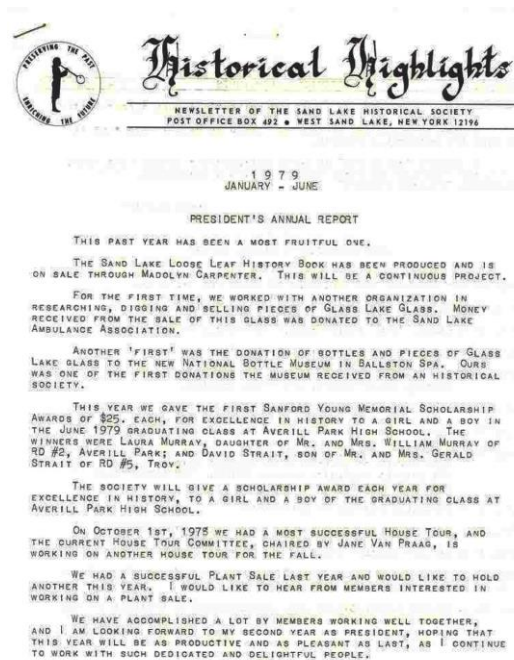 PRESERVING THE PAST
ENRICHING THE FUTURE
Historical Highlights
NEWSLETTER OF THE SAND LAKE HISTORICAL SOCIETY
POST OFFICE BOX 492 ● WEST SAND LAKE, NEW YORK 12196
1979
JANUARY - JUNE
PRESIDENT'S ANNUAL REPORT
THIS PAST YEAR HAS BEEN A MOST FRUITFUL ONE.
THE SAND LAKE LOOSE LEAF HISTORY BOOK HAS BEEN PRODUCED AND IS
ON SALE THROUGH MADOLYN CARPENTER. THIS WILL BE A CONTINUOUS PROJECT.
FOR THE FIRST TIME, WE WORKED WITH ANOTHER ORGANIZATION IN
RESEARCHING, DIGGING AND SELLING PIECES OF GLASS LAKE GLASS. MONEY
RECEIVED FROM THE SALE OF THIS GLASS WAS DONATED TO THE SAND LAKE
AMBULANCE ASSOCIATION.
ANOTHER 'FIRST' WAS THE DONATION OF BOTTLES AND PIECES OF GLASS
LAKE GLASS TO THE NEW NATIONAL BOTTLE MUSEUM IN BALLSTON SPA. OURS
WAS ONE OF THE FIRST DONATIONS THE MUSEUM RECEIVED FROM AN HISTORICAL
SOCIETY.
THIS YEAR WE GAVE THE FIRST SANFORD YOUNG MEMORIAL SCHOLARSHIP
AWARDS OF $25. EACH, FOR EXCELLENCE IN HISTORY TO A GIRL AND A BOY IN
THE JUNE 1979 GRADUATING CLASS AT AVERILL PARK HIGH SCHOOL. THE
WINNERS WERE LAURA MURRAY, DAUGHTER OF MR. AND MRS. WILLIAM MURRAY OF
RD #2, AVERILL PARK; AND DAVID STRAIT, SON OF MR. AND MRS. GERALD
STRAIT OF RD #5, TROY.
THE SOCIETY WILL GIVE A SCHOLARSHIP AWARD EACH YEAR FOR
EXCELLENCE IN HISTORY, TO A GIRL AND A BOY OF THE GRADUATING CLASS AT
AVERILL PARK HIGH SCHOOL.
ON OCTOBER 1ST, 1978 WE HAD A MOST SUCCESSFUL HOUSE TOUR, AND
THE CURRENT HOUSE TOUR COMMITTEE, CHAIRED BY JANE VAN PRAAG, IS
WORKING ON ANOTHER HOUSE TOUR FOR THE FALL.
WE HAD A SUCCESSFUL PLANT SALE LAST YEAR AND WOULD LIKE TO HOLD
ANOTHER THIS YEAR. I WOULD LIKE TO HEAR FROM MEMBERS INTERESTED IN
WORKING ON A PLANT SALE.
WE HAVE ACCOMPLISHED A LOT BY MEMBERS WORKING WELL TOGETHER,
AND I AM LOOKING FORWARD TO MY SECOND YEAR AS PRESIDENT, HOPING THAT
THIS YEAR WILL BE AS PRODUCTIVE AND AS PLEASANT AS LAST, AS I CONTINUE
TO WORK WITH SUCH DEDICATED AND DELIGHTFUL PEOPLE.